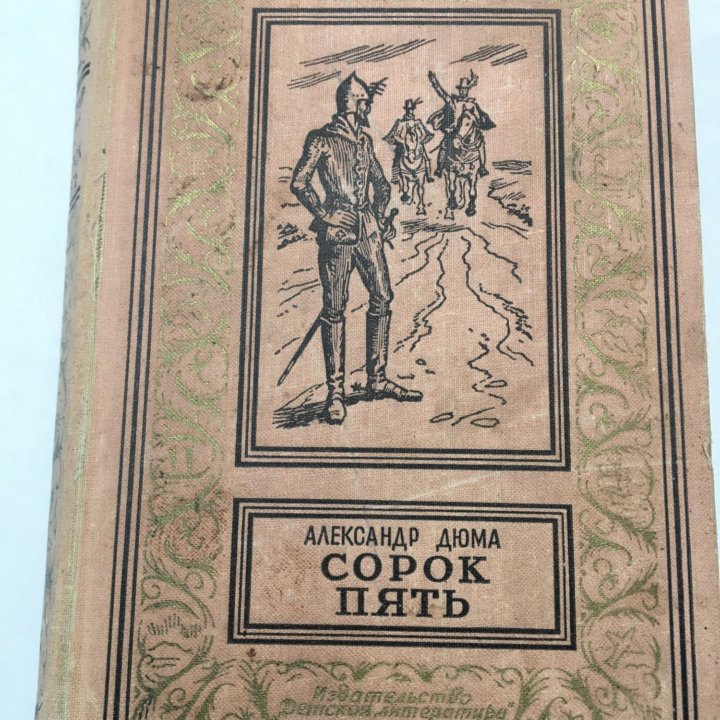 АЛЕКСАНДР ДЮМА
СОРОК
ПЯТЬ
Издательство
"Детская литература"